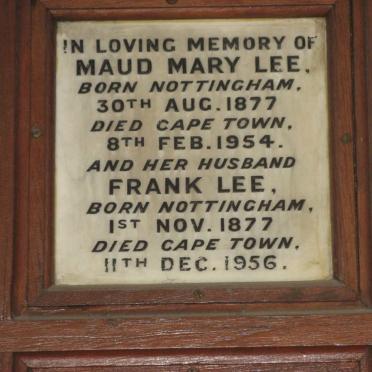 IN LOVING MEMORY OF
MAUD MARY LEE,
BORN NOTTINGHAM,
30TH AUG. 1877
DIED CAPE TOWN,
8TH FEB. 1954.
AND HER HUSBAND
FRANK LEE,
BORN NOTTINGHAM,
1ST NOV. 1877
DIED CAPE TOWN,
11TH DEC. 1956.